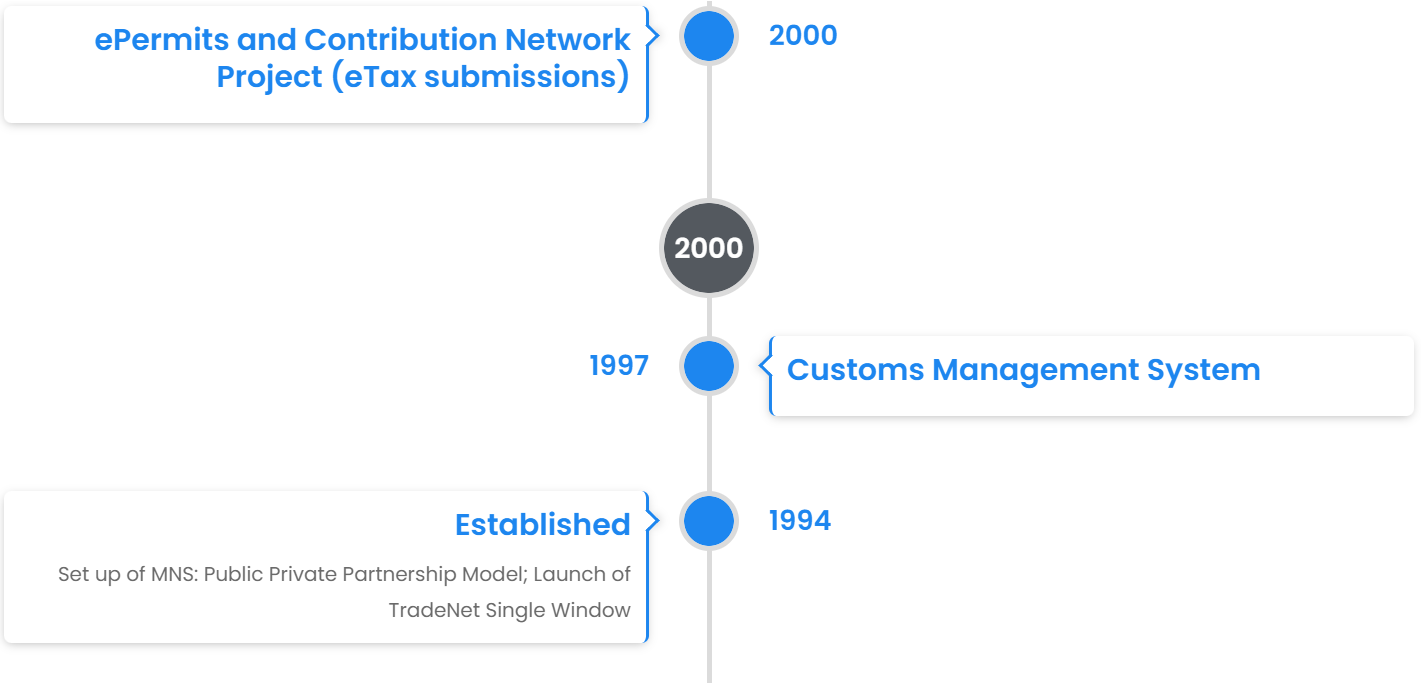 ePermits and Contribution Network
Project (eTax submissions)
2000
2000
1997
Customs Management System
Established
1994
Set up of MNS: Public Private Partnership Model; Launch of
TradeNet Single Window